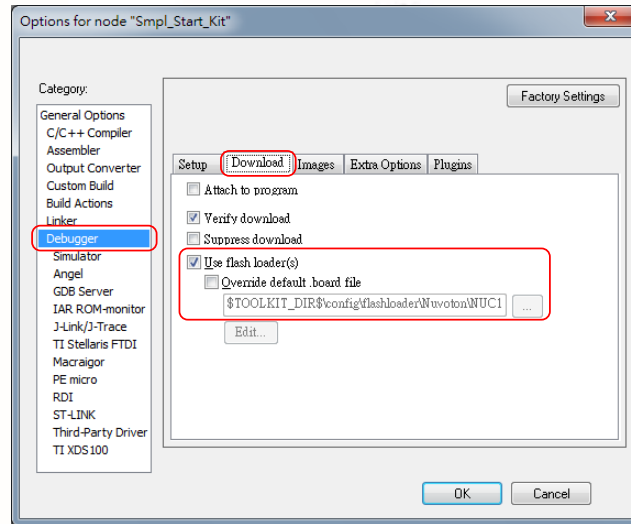 Options for node "Smpl_Start_Kit"
Category:
General Options
C/C++ Compiler
Assembler
Output Converter
Custom Build
Build Actions
Linker
Debugger
Simulator
Angel
GDB Server
IAR ROM-monitor
J-Link/J-Trace
TI Stellaris FTDI
Macraigor
PE micro
RDI
ST-LINK
Third-Party Driver
TI XDS100
Factory Settings
Setup Download Images Extra Options Plugins
Attach to program
Verify download
Suppress download
Use flash loader(s)
Override default .board file
$TOOLKIT_DIR$\config\flashloader\Nuvoton\NUC1 ...
Edit...
OK Cancel